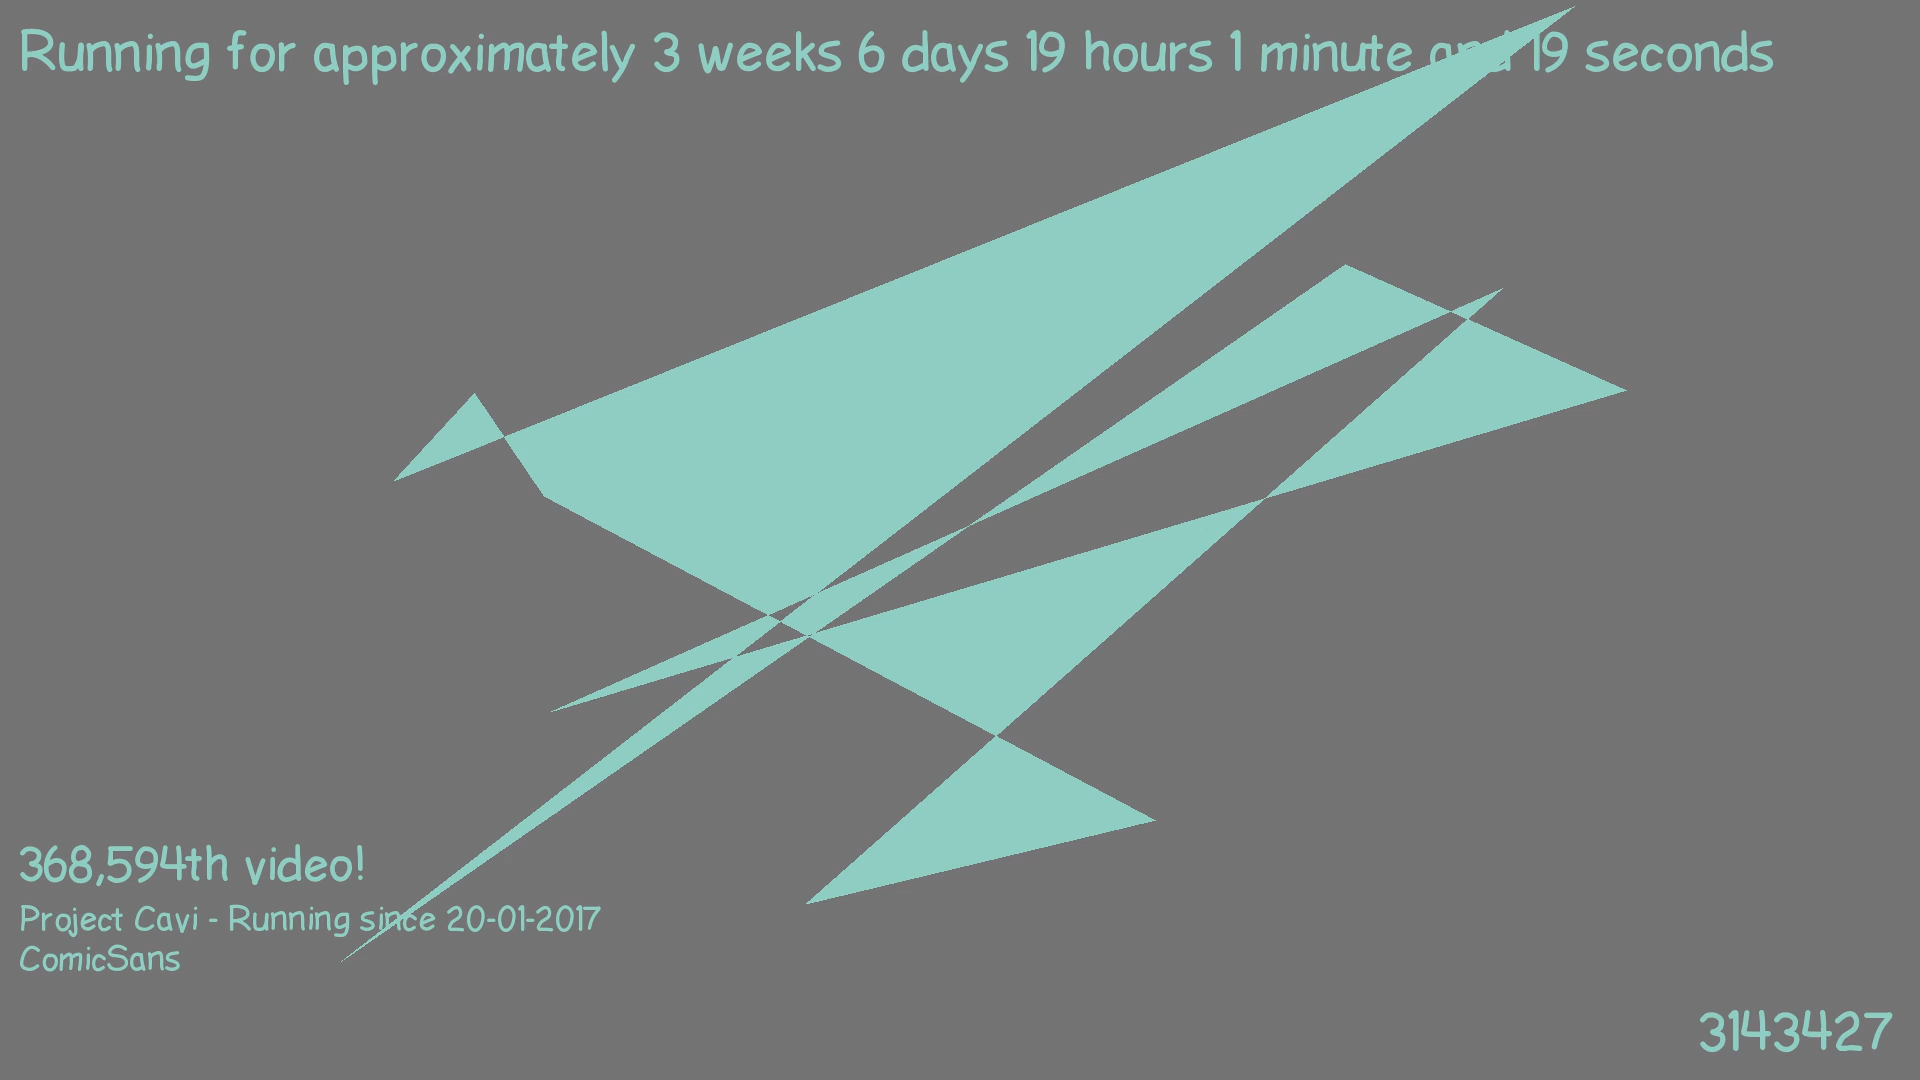 Running for approximately 3 weeks 6 days 19 hours 1 minute and 19 seconds
368,594th video!
Project Cavi - Running since 20-01-2017
ComicSans
3143427